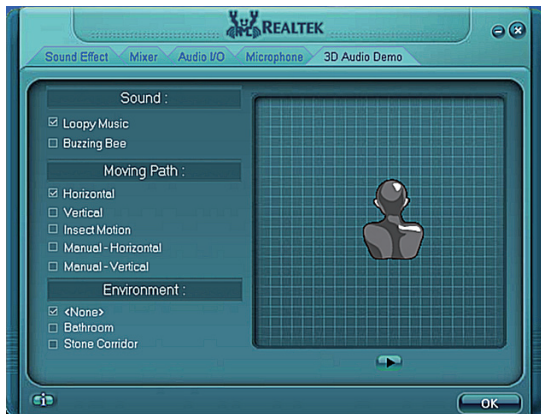 REALTEK
Sound Effect Mixer Audio I/O Microphone 3D Audio Demo
Sound :
Loopy Music
Buzzing Bee
Moving Path :
Horizontal
Vertical
Insect Motion
Manual - Horizontal
Manual - Vertical
Environment :
<None>
Bathroom
Stone Corridor
i
OK